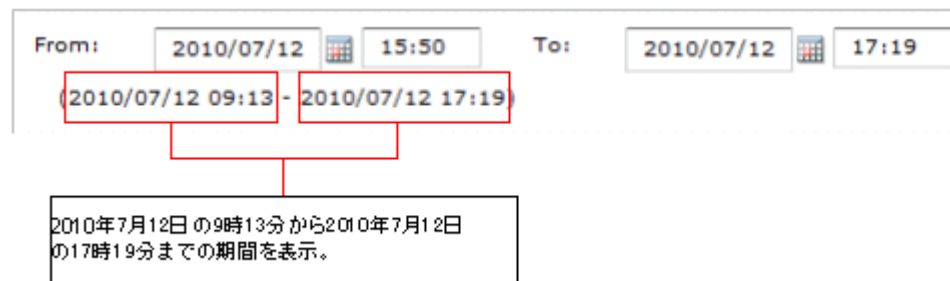 From: 2010/07/12 15:50 To: 2010/07/12 17:19
(2010/07/12 09:13 - 2010/07/12 17:19)
2010年7月12日の9時13分から2010年7月12日
の17時19分までの期間を表示。